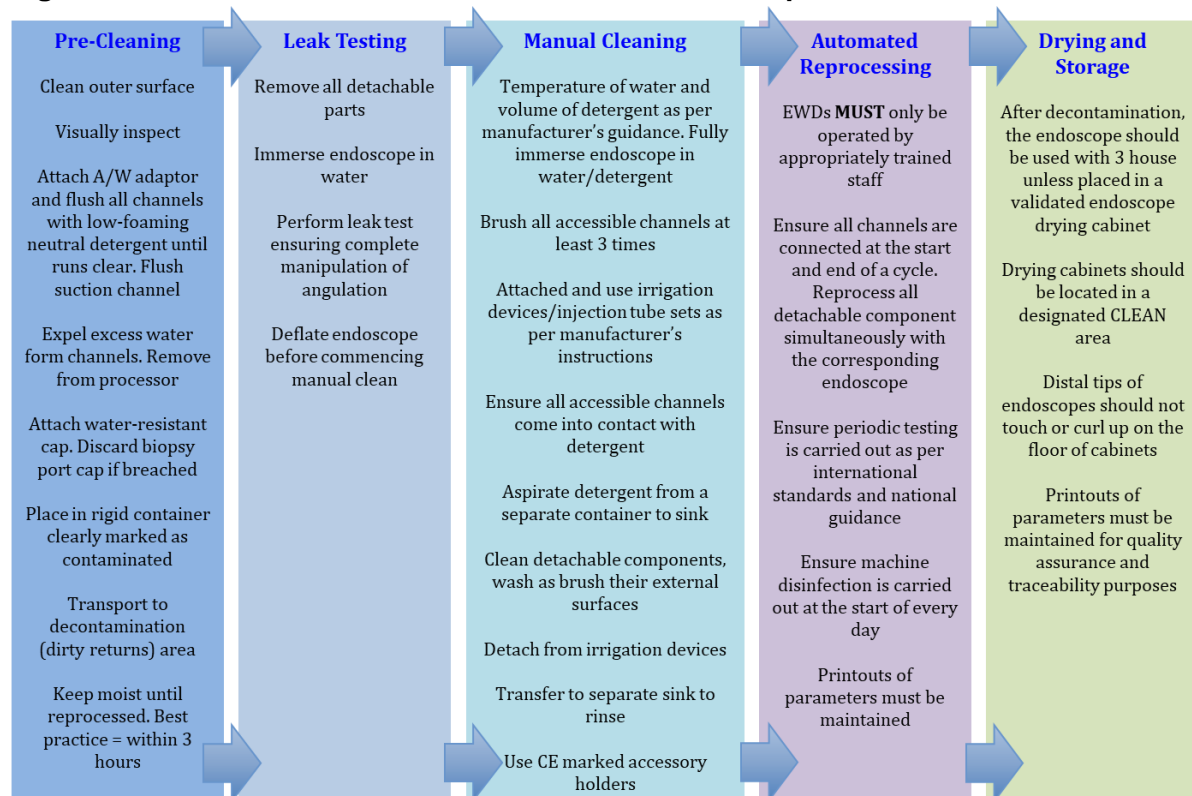 Pre-Cleaning
Clean outer surface
Visually inspect
Attach A/W adaptor
and flush all channels
with low-foaming
neutral detergent until
runs clear. Flush
suction channel
Expel excess water
form channels. Remove
from processor
Attach water-resistant
cap. Discard biopsy
port cap if breached
Place in rigid container
clearly marked as
contaminated
Transport to
decontamination
(dirty returns) area
Keep moist until
reprocessed. Best
practice = within 3
hours
Leak Testing
Remove all detachable
parts
Immerse endoscope in
water
Perform leak test
ensuring complete
manipulation of
angulation
Deflate endoscope
before commencing
manual clean
Manual Cleaning
Temperature of water and
volume of detergent as per
manufacturer's guidance. Fully
immerse endoscope in
water/detergent
Brush all accessible channels at
least 3 times
Attached and use irrigation
devices/injection tube sets as
per manufacturer's
instructions
Ensure all accessible channels
come into contact with
detergent
Aspirate detergent from a
separate container to sink
Clean detachable components,
wash as brush their external
surfaces
Detach from irrigation devices
Transfer to separate sink to
rinse
Use CE marked accessory
holders
Automated
Reprocessing
EWDs MUST only be
operated by
appropriately trained
staff
Ensure all channels are
connected at the start
and end of a cycle.
Reprocess all
detachable component
simultaneously with
the corresponding
endoscope
Ensure periodic testing
is carried out as per
international
standards and national
guidance
Ensure machine
disinfection is carried
out at the start of every
day
Printouts of
parameters must be
maintained
Drying and
Storage
After decontamination,
the endoscope should
be used with 3 house
unless placed in a
validated endoscope
drying cabinet
Drying cabinets should
be located in a
designated CLEAN
area
Distal tips of
endoscopes should not
touch or curl up on the
floor of cabinets
Printouts of
parameters must be
maintained for quality
assurance and
traceability purposes